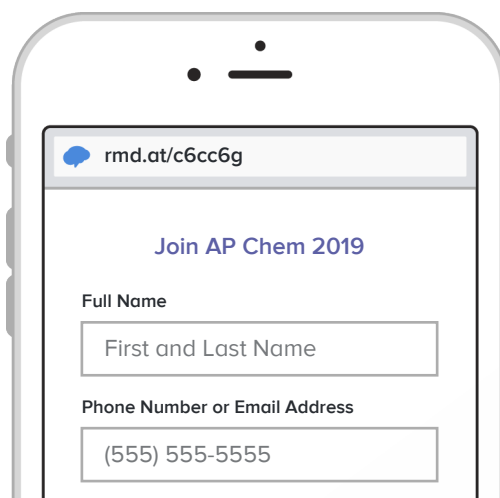 rmd.at/c6cc6g
Join AP Chem 2019
Full Name
First and Last Name
Phone Number or Email Address
(555) 555-5555